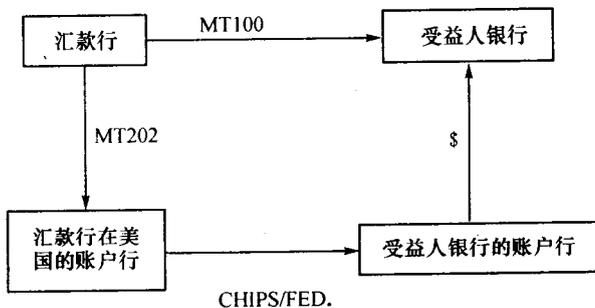 汇款行
MT100
受益人银行
MT202
$
汇款行在美
国的账户行
受益人银行的账户行
CHIPS/FED.